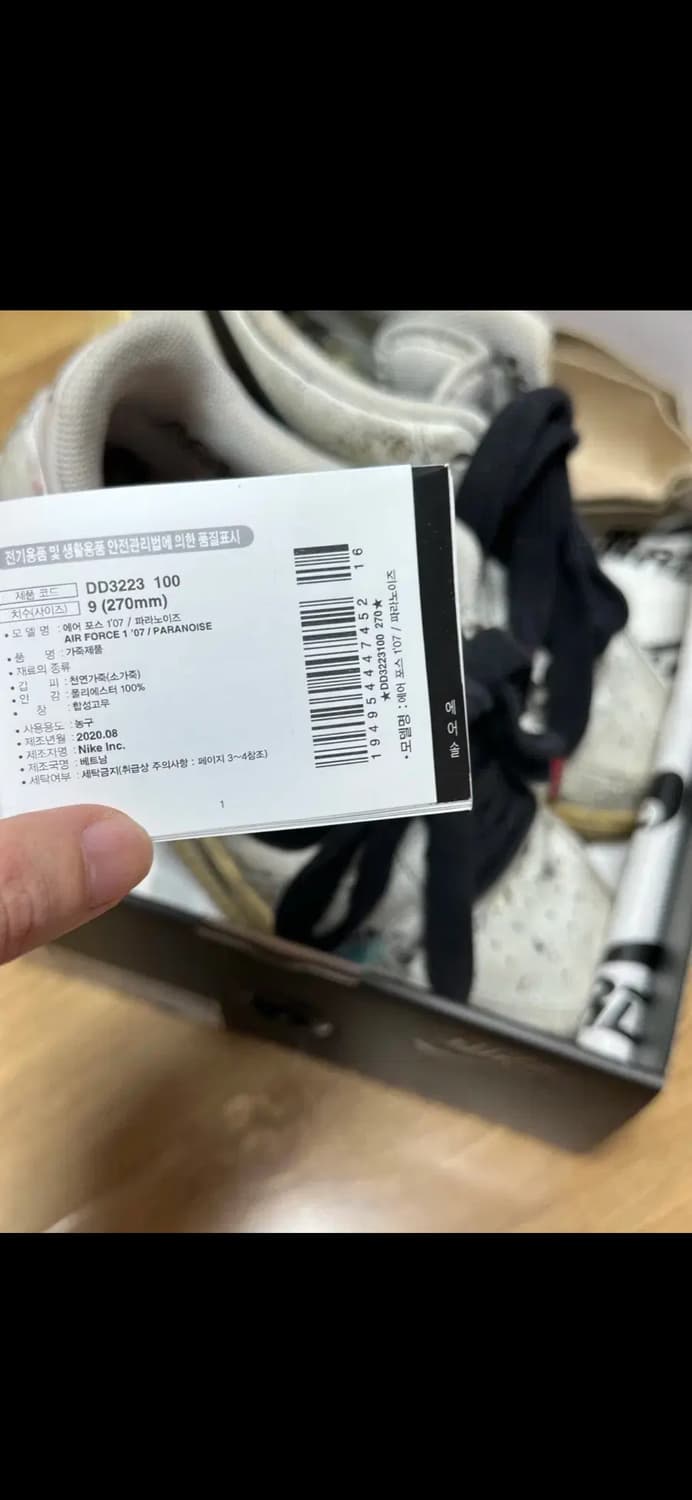 전기용품 및 생활용품 안전관리법에 의한 품질표시
제품 코드 DD3223 100
치수(사이즈) 9 (270mm)
• 모 델 명 : 에어 포스 1'07 / 파라노이즈
AIR FORCE 1 '07 / PARANOISE
• 품 명 : 가죽제품
• 재료의 종류
• 겉 피 : 천연가죽(소가죽)
• 안 감 : 폴리에스터 100%
• 창 : 합성고무
• 사용용도 : 농구
• 제조년월 : 2020.08
• 제조자명 : Nike Inc.
• 제조국명 : 베트남
• 세탁여부 : 세탁금지(취급상 주의사항 : 페이지 3~4참조)
1
16
194954447452
★DD3223100 270★
• 모델명 : 에어 포스 1'07 / 파라노이즈
에어솔